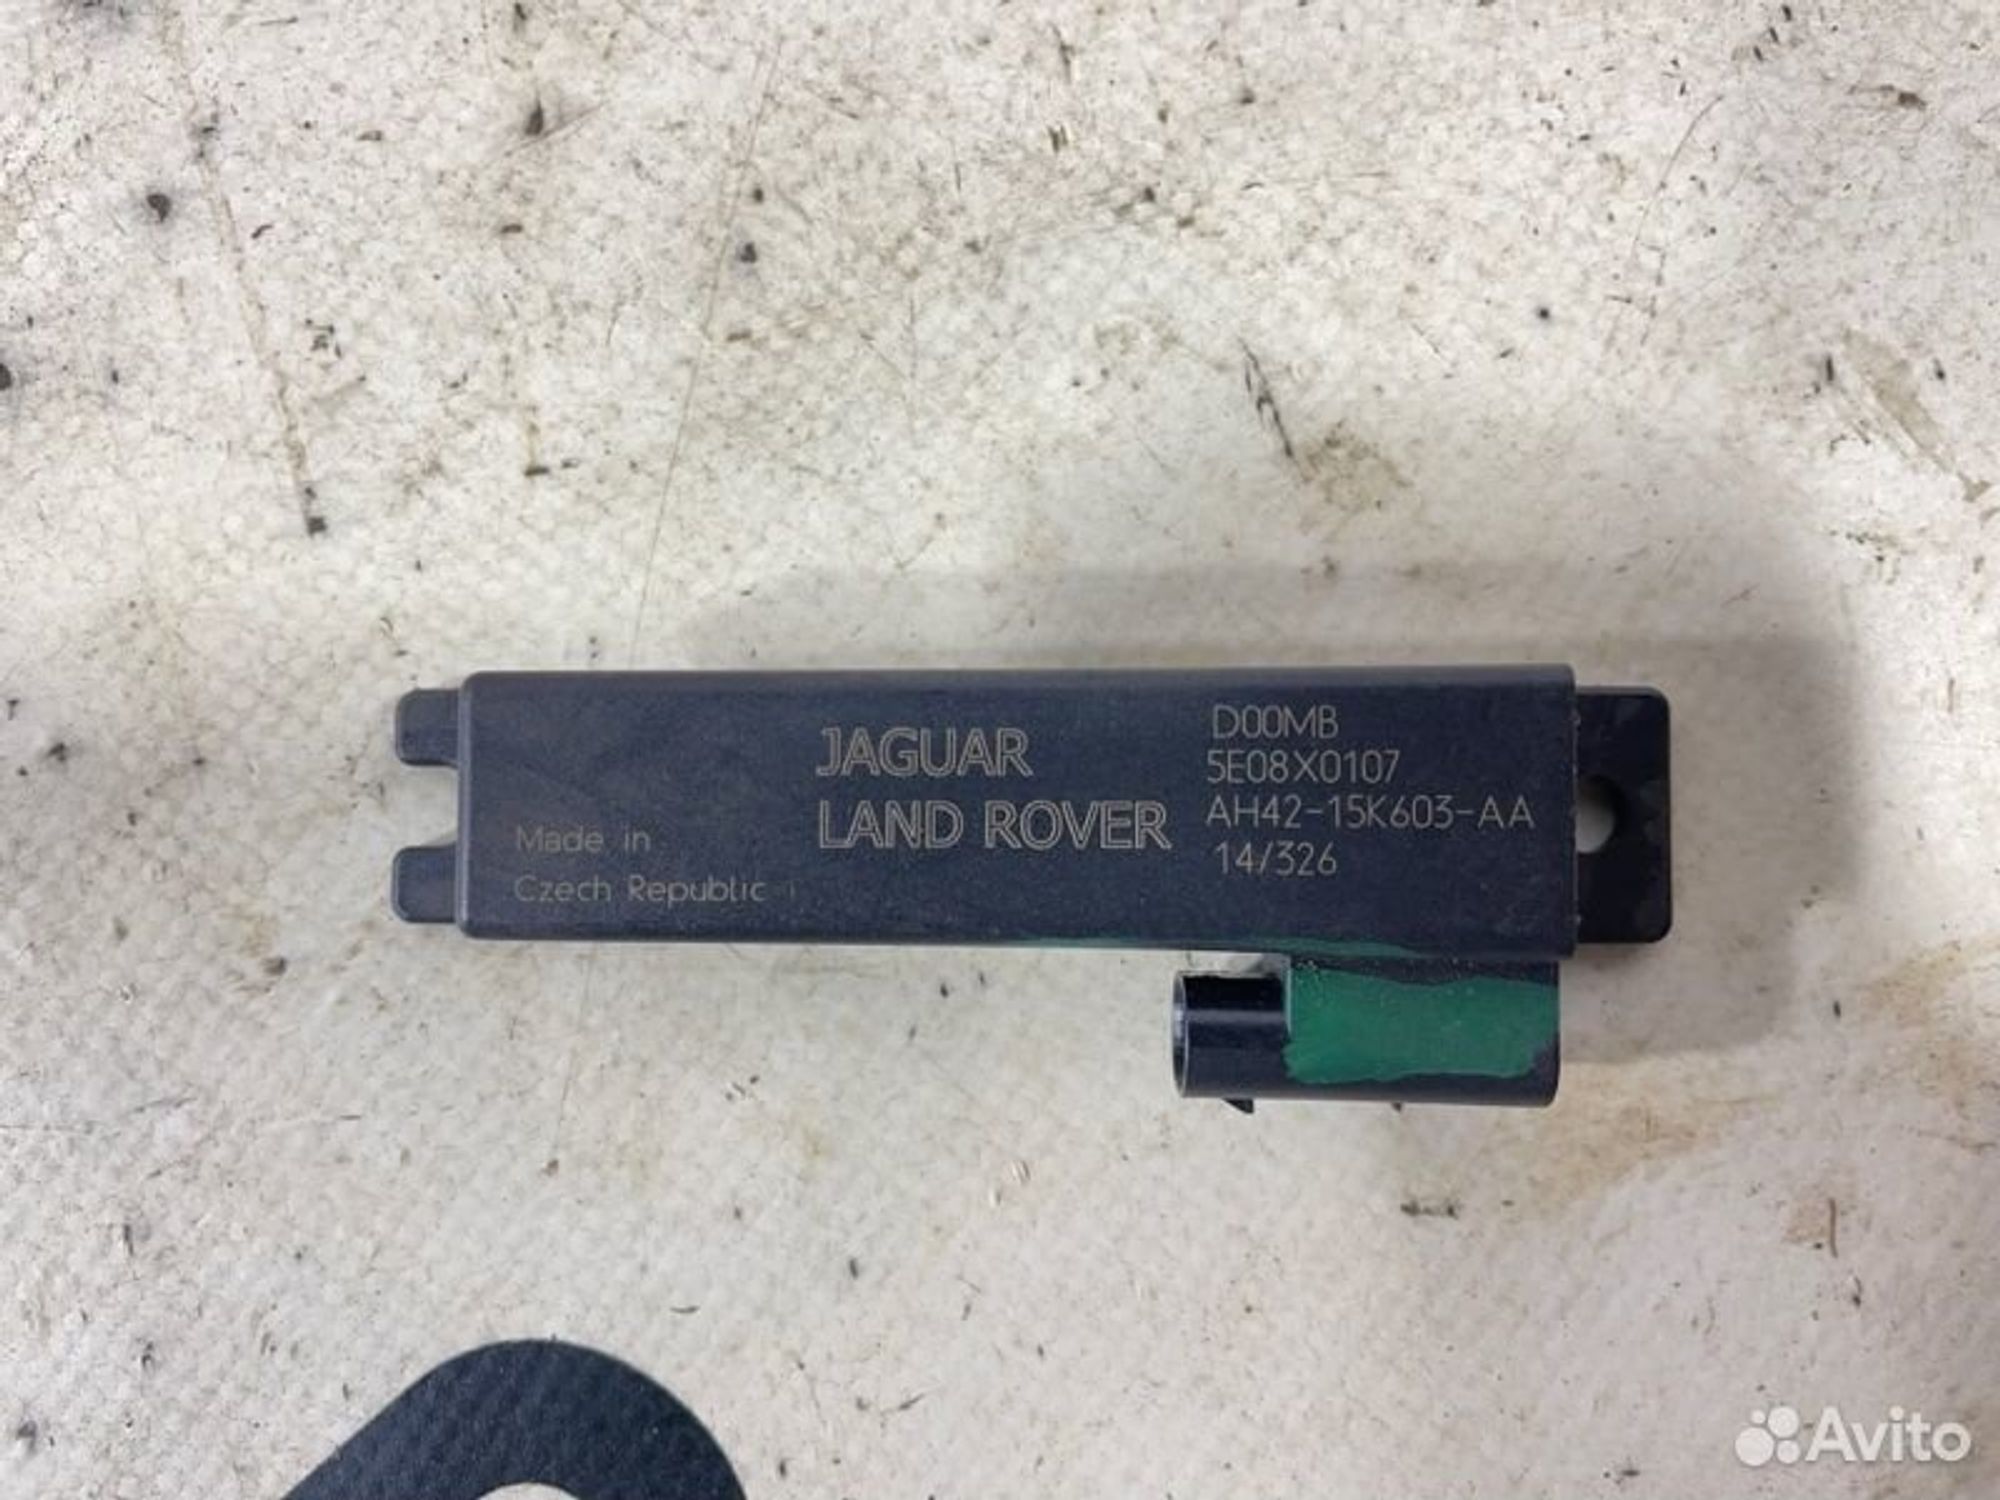 JAGUAR
LAND ROVER
Made in
Czech Republic
D00MB
5E08X0107
AH42-15K603-AA
14/326
Avito